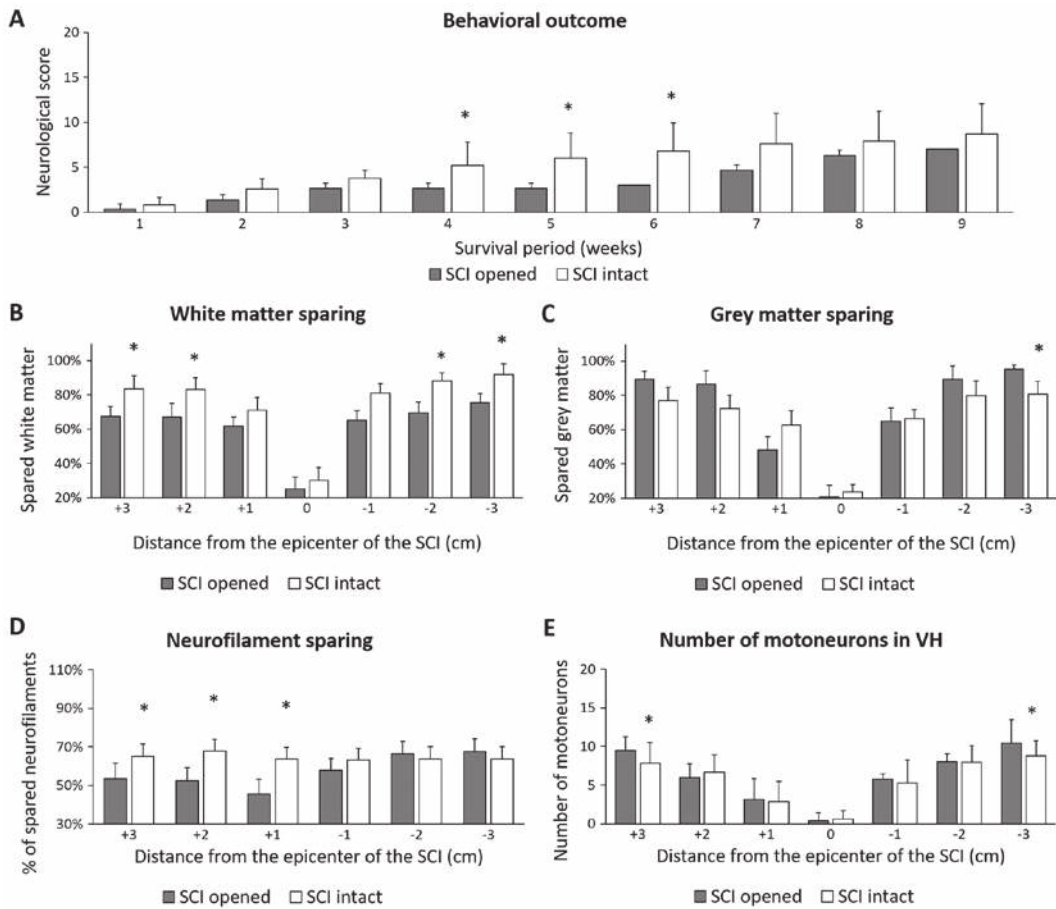 A
Behavioral outcome
Neurological score
20
15
10
5
0
* * *
1 2 3 4 5 6 7 8 9
Survival period (weeks)
SCI opened SCI intact
B
White matter sparing
Spared white matter
100%
80%
60%
40%
20%
* * * *
+3 +2 +1 0 -1 -2 -3
Distance from the epicenter of the SCI (cm)
SCI opened SCI intact
C
Grey matter sparing
Spared grey matter
100%
80%
60%
40%
20%
*
+3 +2 +1 0 -1 -2 -3
Distance from the epicenter of the SCI (cm)
SCI opened SCI intact
D
Neurofilament sparing
% of spared neurofilaments
110%
90%
70%
50%
30%
* * *
+3 +2 +1 -1 -2 -3
Distance from the epicenter of the SCI (cm)
SCI opened SCI intact
E
Number of motoneurons in VH
Number of motoneurons
20
15
10
5
0
* *
+3 +2 +1 0 -1 -2 -3
Distance from the epicenter of the SCI (cm)
SCI opened SCI intact